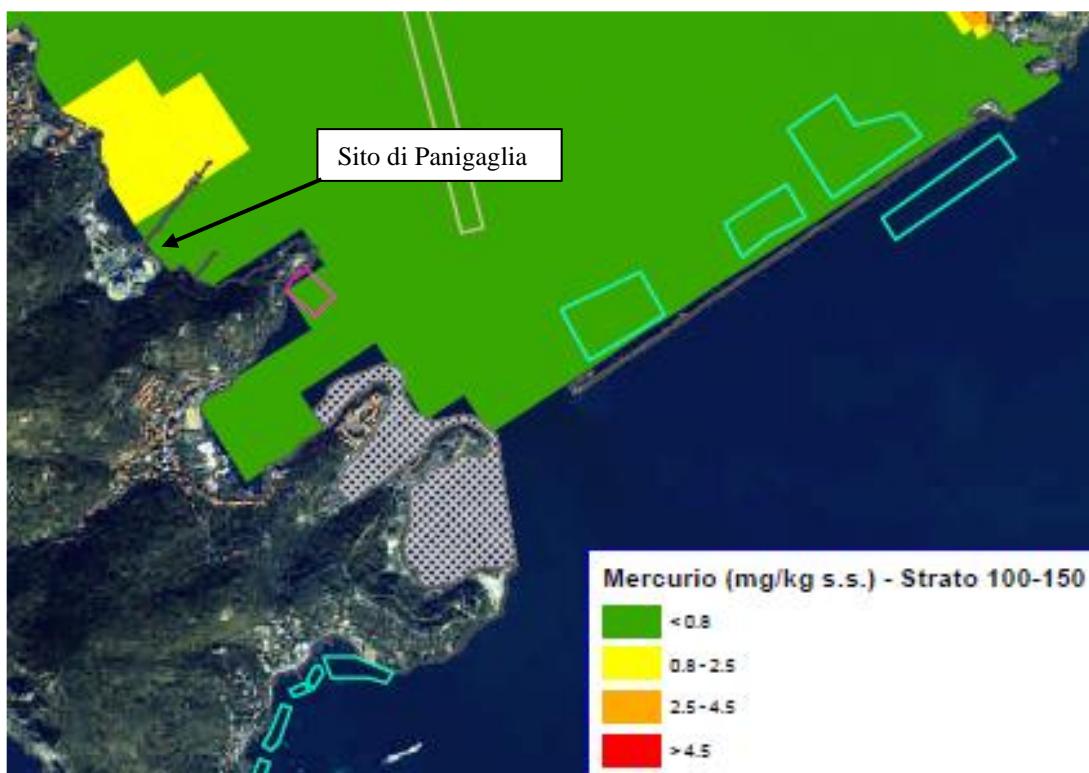 Sito di Panigaglia
Mercurio (mg/kg s.s.) - Strato 100-150
<0.8
0.8-2.5
2.5-4.5
>4.5